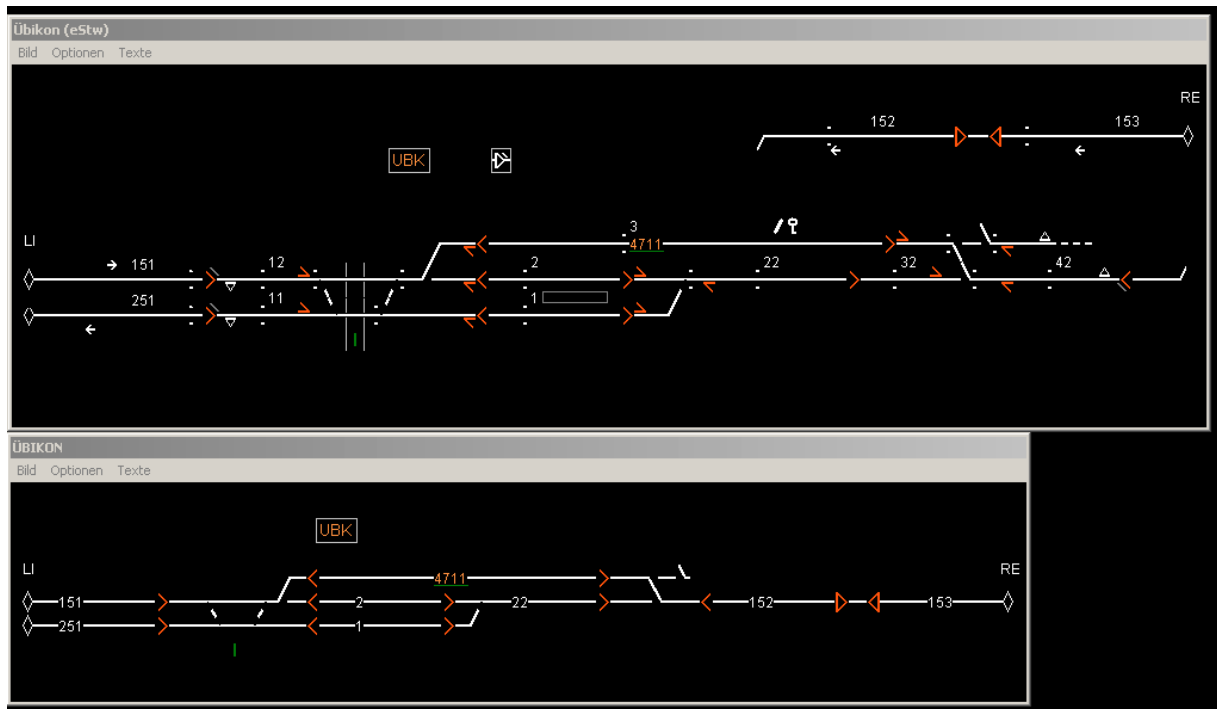 Übikon (eStw)
Bild Optionen Texte
RE
152 153
UBK
LI
3
4711
151 12 2 22 32 42
251 11 1
ÜBIKON
Bild Optionen Texte
UBK
LI RE
4711
151 2 22 152 153
251 1